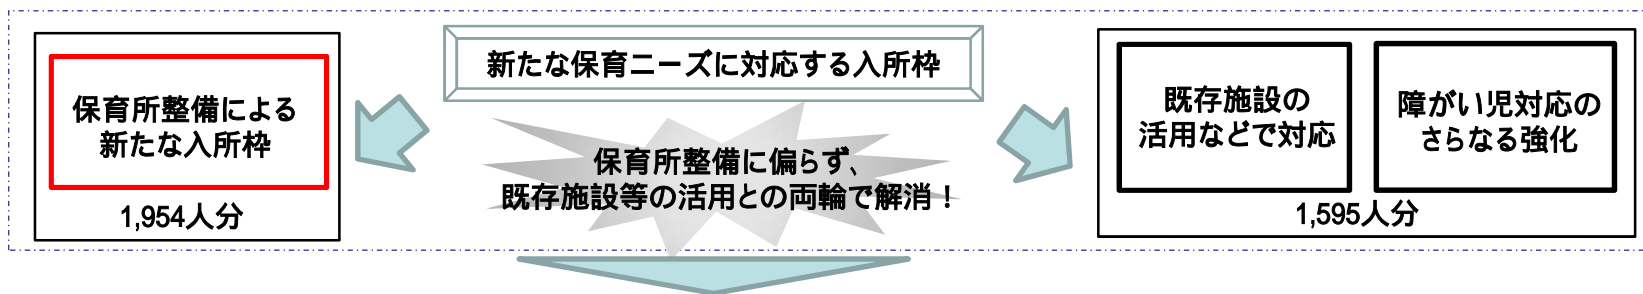 新たな保育ニーズに対応する入所枠
保育所整備による
新たな入所枠
1,954人分
保育所整備に偏らず、
既存施設等の活用との両輪で解消！
既存施設の
活用などで対応
障がい児対応の
さらなる強化
1,595人分